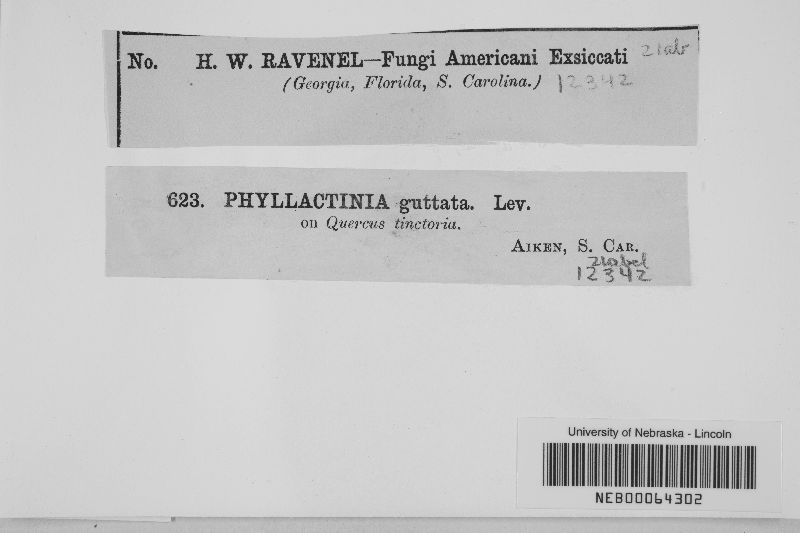 No. H. W. RAVENEL—Fungi Americani Exsiccati
(Georgia, Florida, S. Carolina.) 12342
623. PHYLLACTINIA guttata. Lev.
on Quercus tinctoria.
AIKEN, S. CAR.
12342
University of Nebraska - Lincoln
NEB00064302